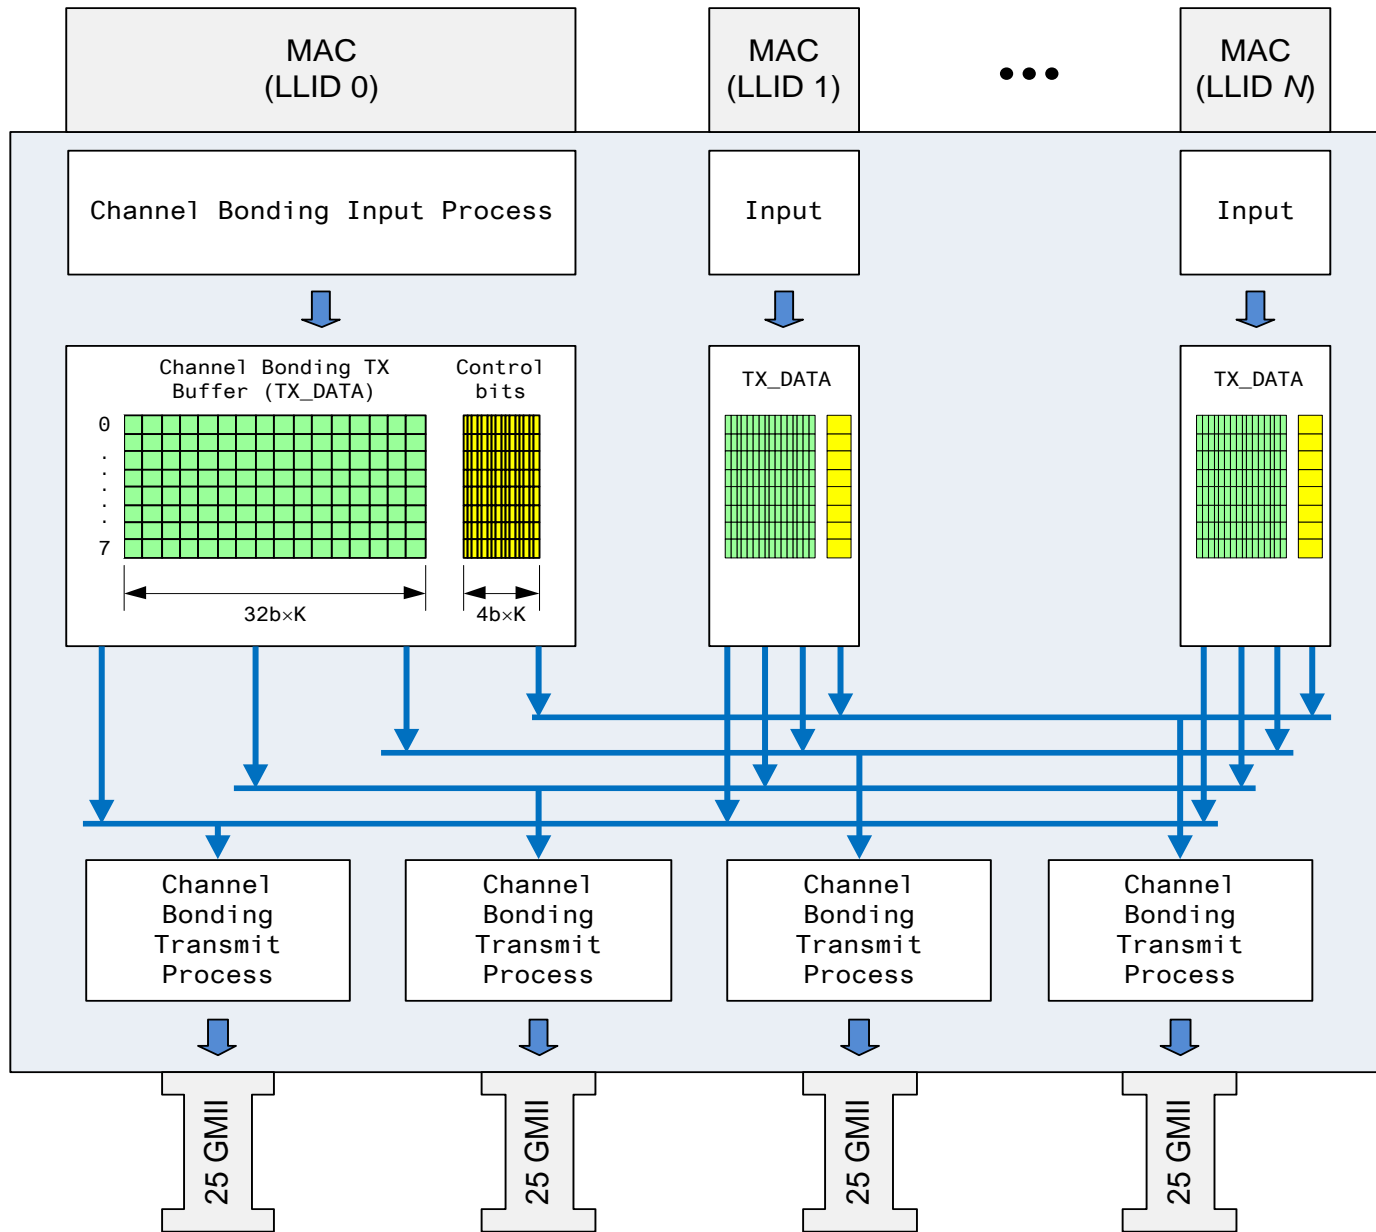 MAC
(LLID 0)
MAC
(LLID 1)
•••
MAC
(LLID N)
Channel Bonding Input Process
Input
Input
Channel Bonding TX
Buffer (TX_DATA)
Control
bits
0
.
.
.
.
.
7
32b×K
4b×K
TX_DATA
TX_DATA
Channel
Bonding
Transmit
Process
Channel
Bonding
Transmit
Process
Channel
Bonding
Transmit
Process
Channel
Bonding
Transmit
Process
25 GMII
25 GMII
25 GMII
25 GMII